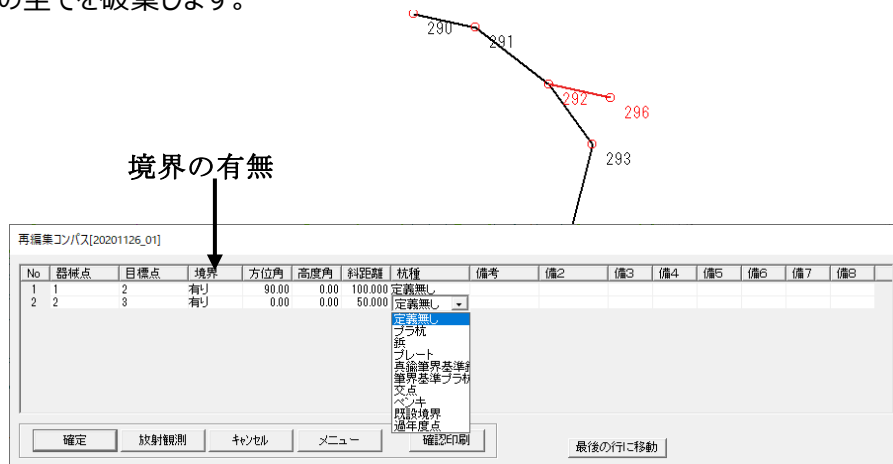 の全てを破棄します。
290
291
292
296
293
境界の有無
再編集コンパス[20201126_01]
No 器械点 目標点 境界 方位角 高度角 斜距離 杭種 備考 備2 備3 備4 備5 備6 備7 備8
1 1 2 有り 90.00 0.00 100.000 定義無し
2 2 3 有り 0.00 0.00 50.000 定義無し
定義無し
プラ杭
鋲
プレート
真鍮筆界基準鋲
筆界基準プラ杭
交点
ペンキ
既設境界
過年度点
確定 放射観測 キャンセル メニュー 確認印刷 最後の行に移動